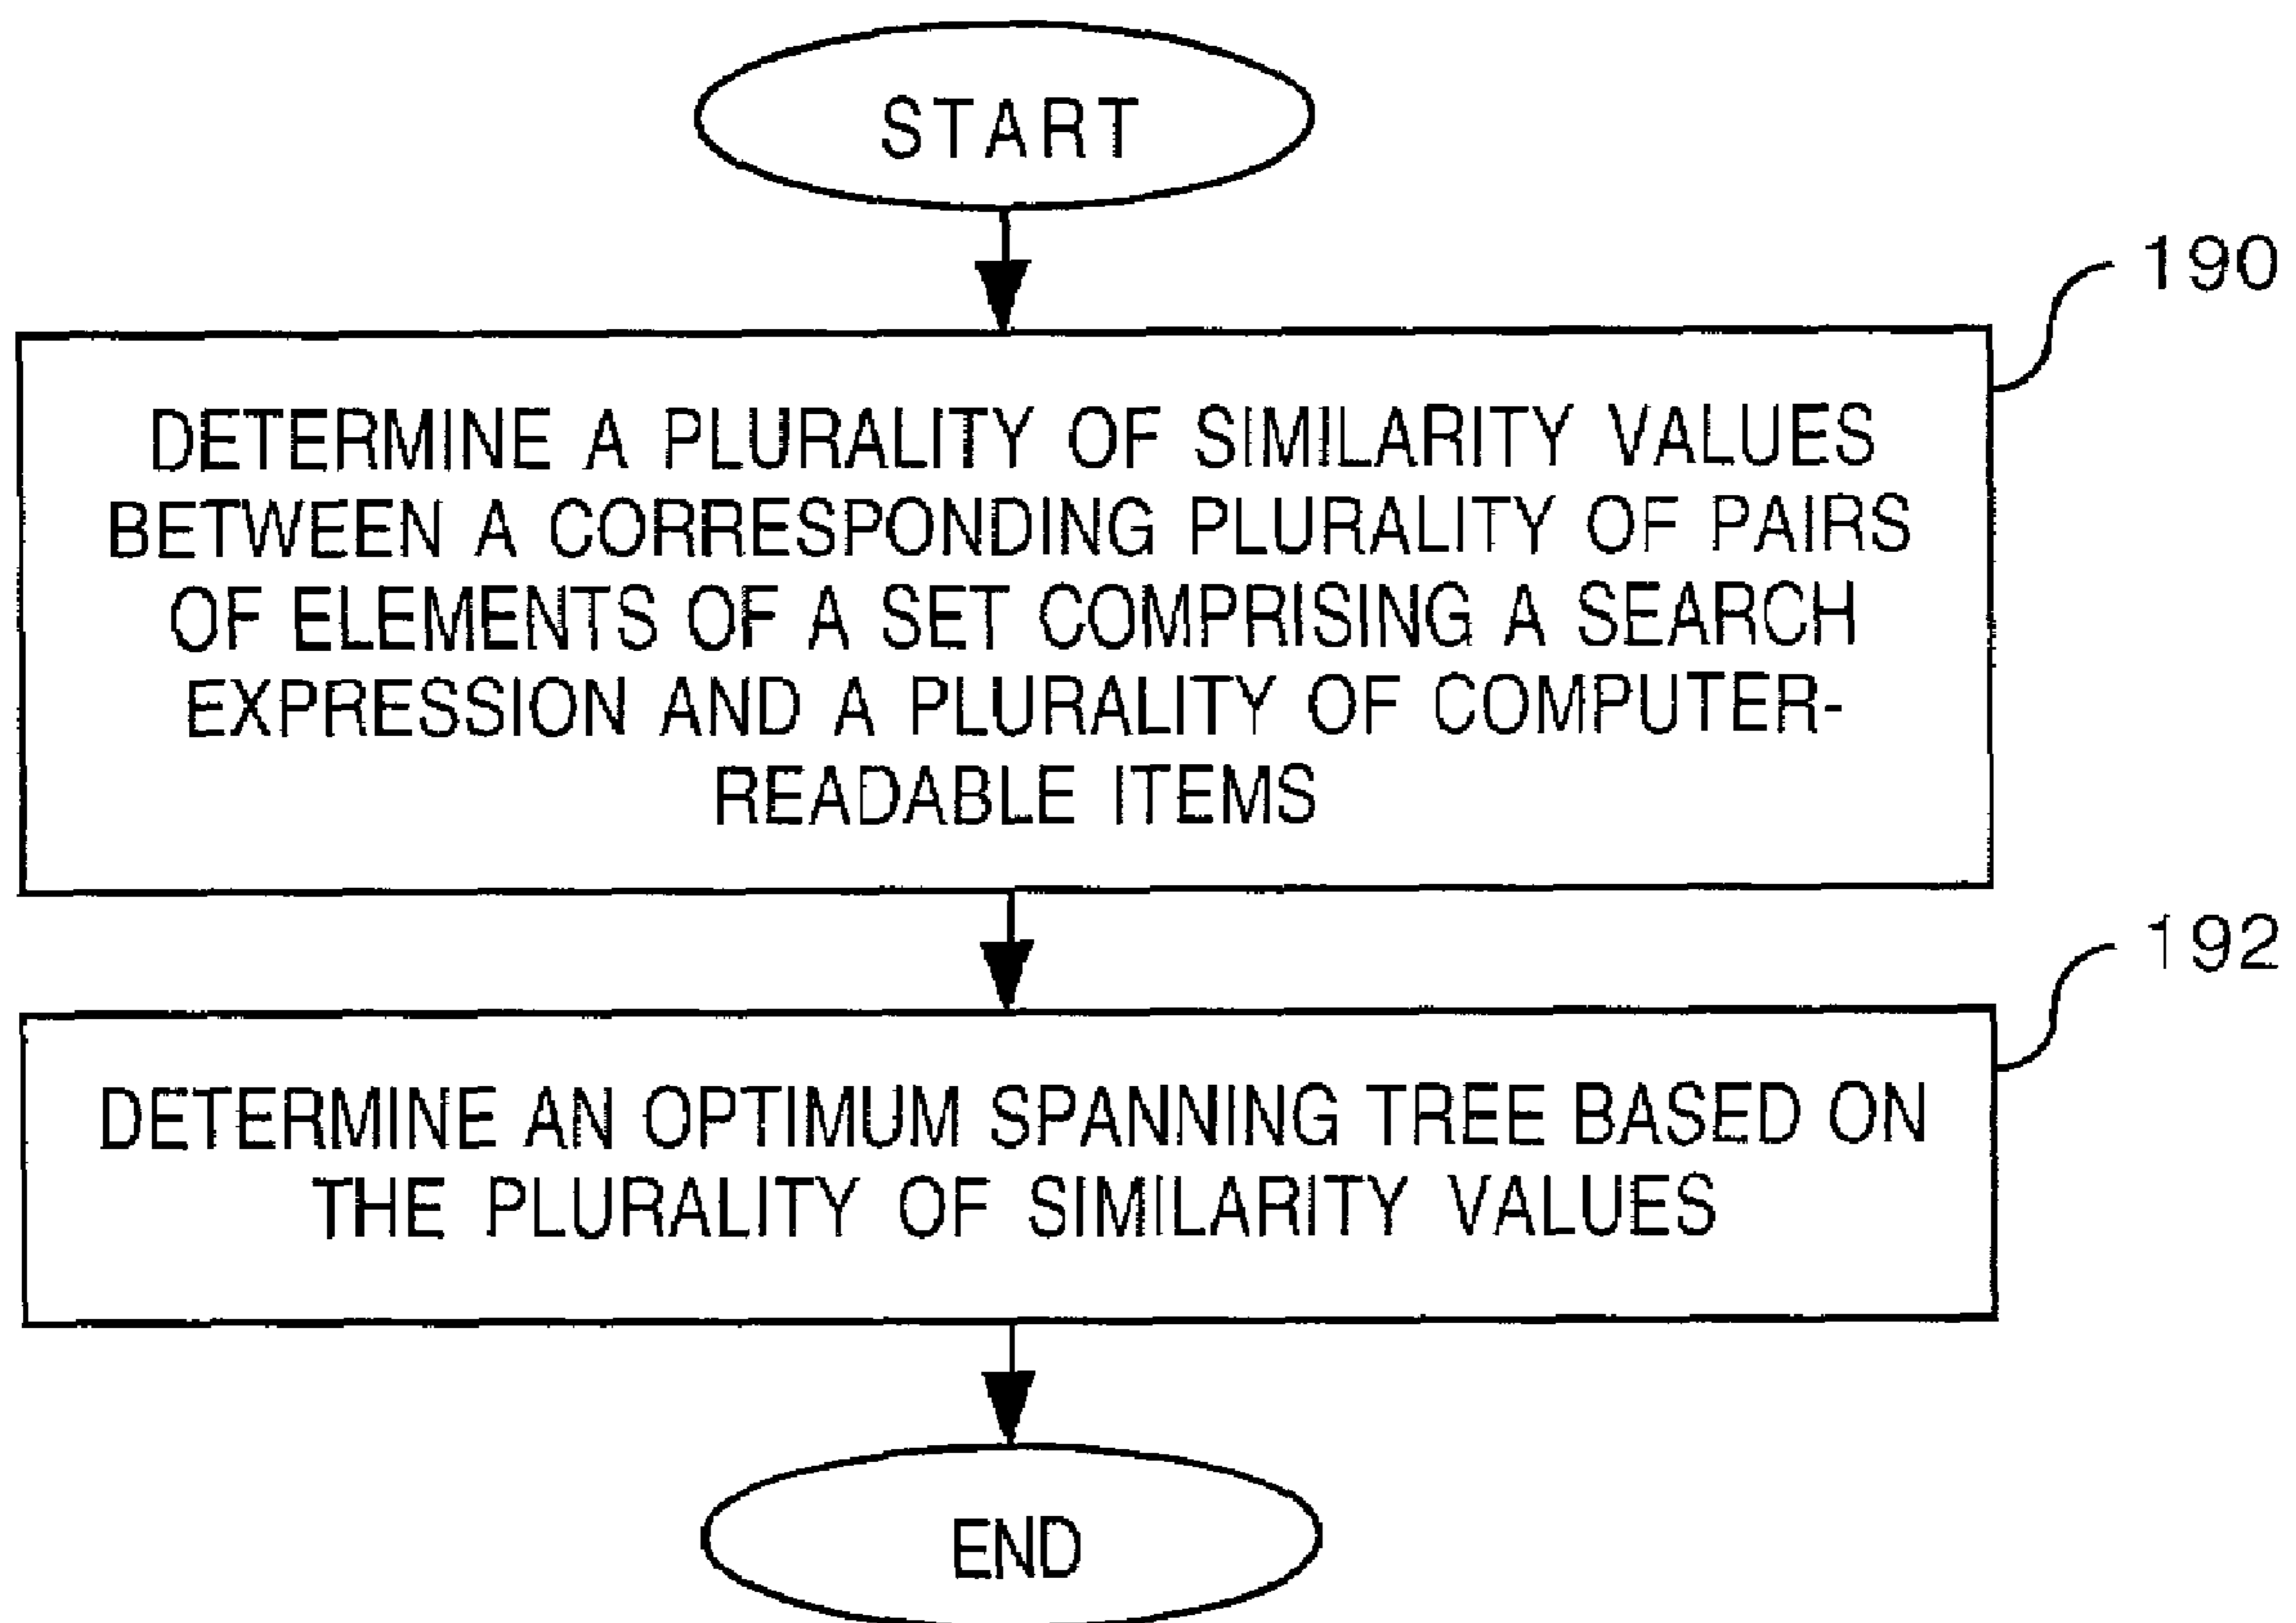 START
190
DETERMINE A PLURALITY OF SIMILARITY VALUES
BETWEEN A CORRESPONDING PLURALITY OF PAIRS
OF ELEMENTS OF A SET COMPRISING A SEARCH
EXPRESSION AND A PLURALITY OF COMPUTER-
READABLE ITEMS
192
DETERMINE AN OPTIMUM SPANNING TREE BASED ON
THE PLURALITY OF SIMILARITY VALUES
END